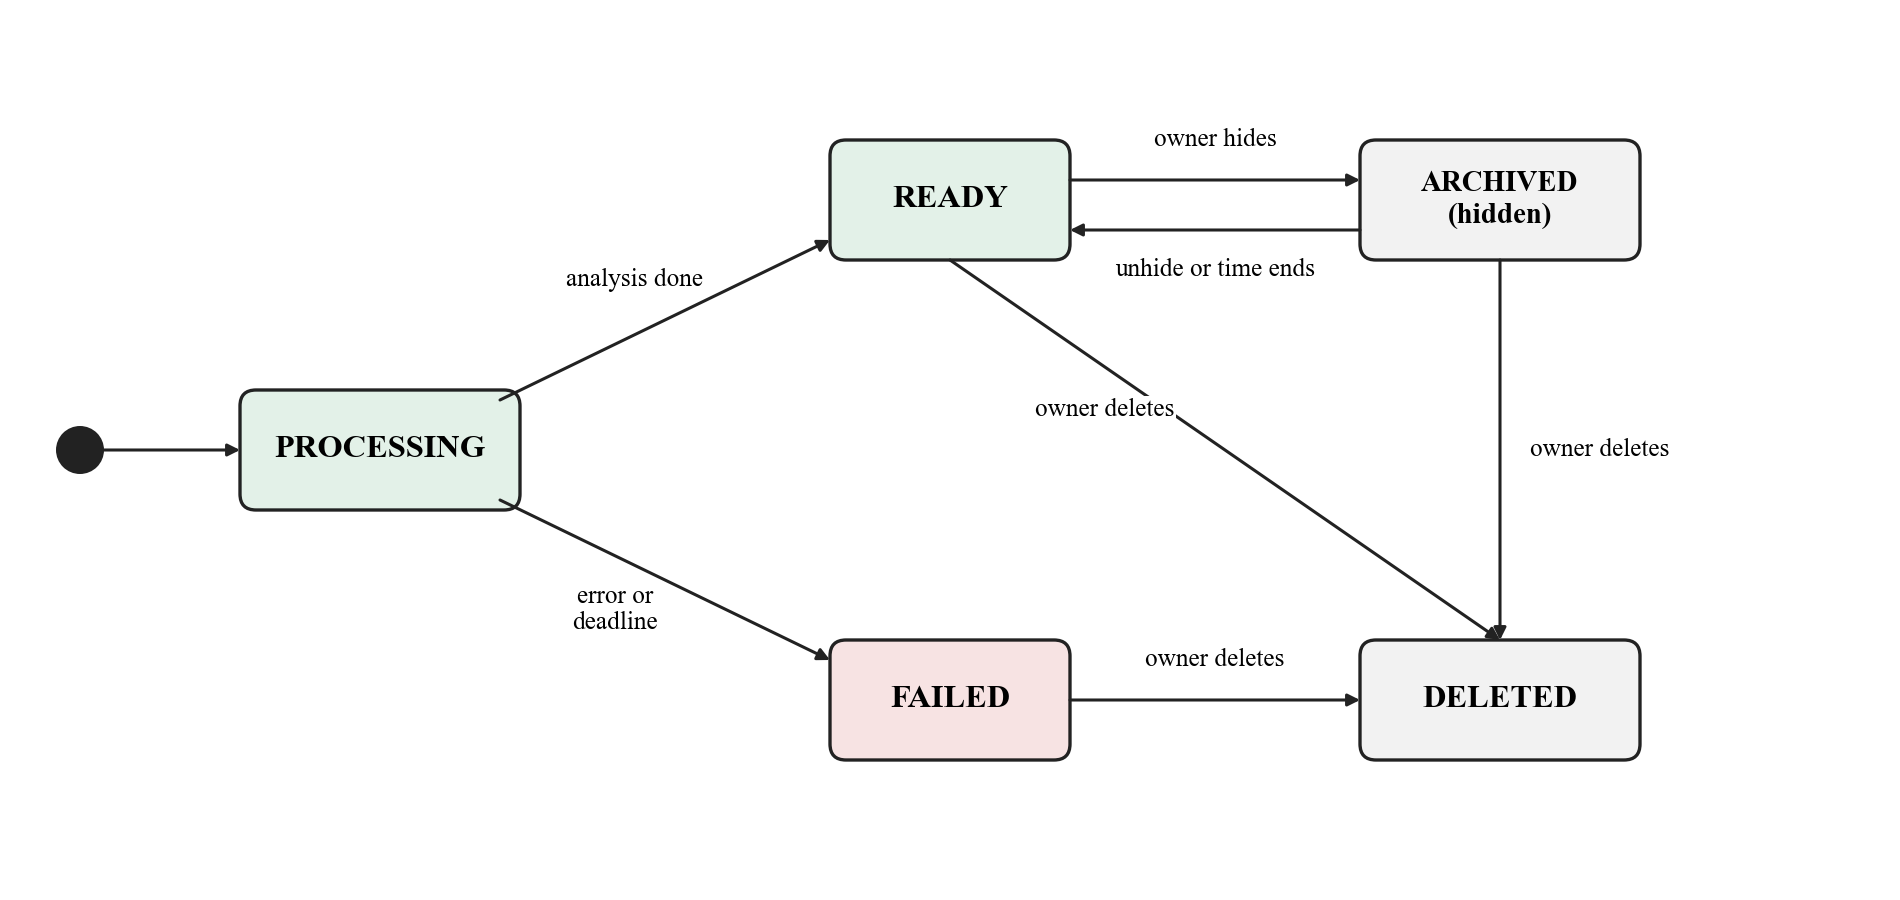 owner hides
READY
ARCHIVED
(hidden)
analysis done
unhide or time ends
owner deletes
PROCESSING
owner deletes
error or
deadline
owner deletes
FAILED
DELETED